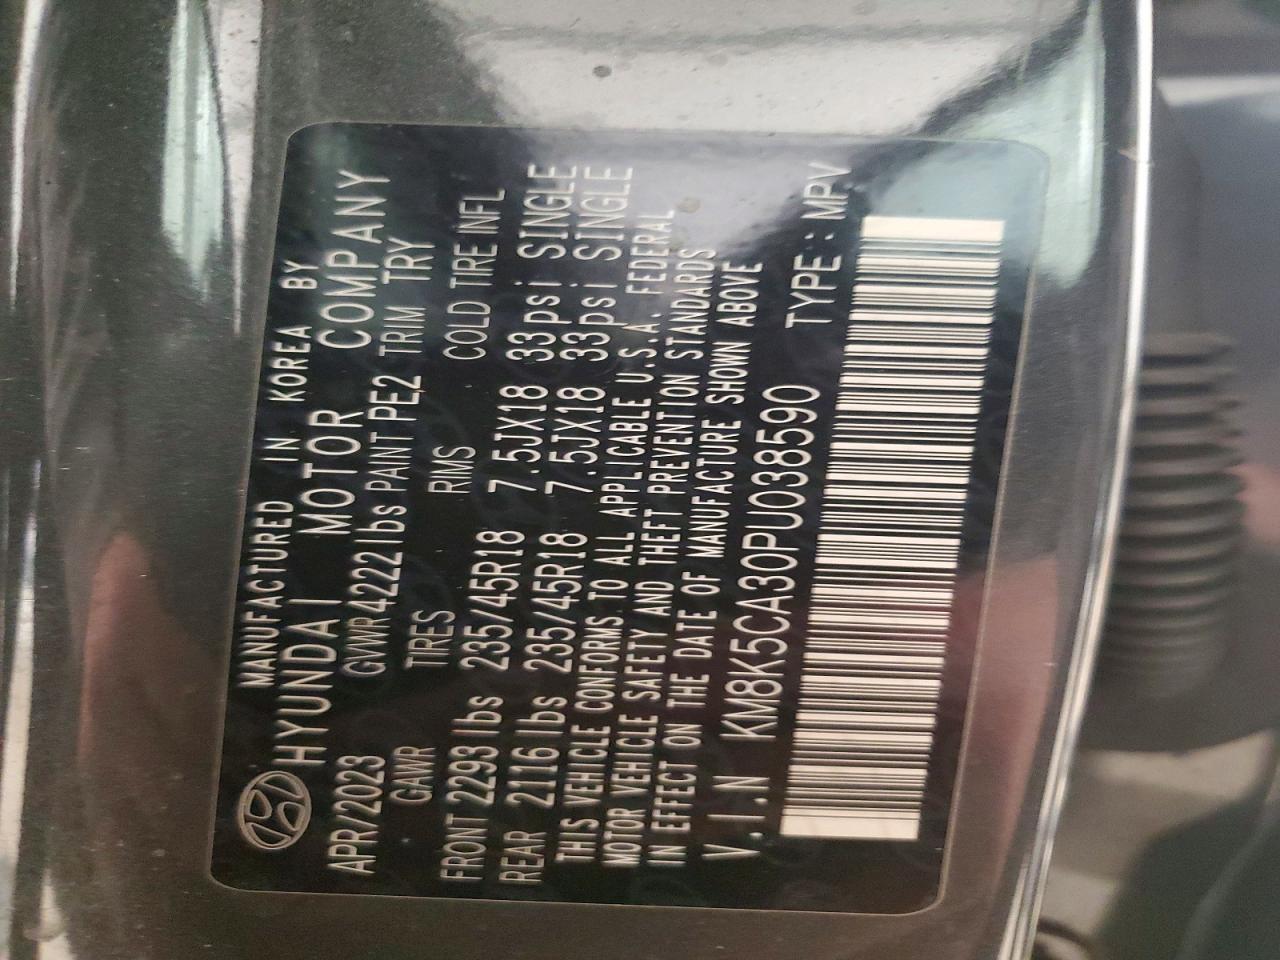 MANUFACTURED IN KOREA BY
HYUNDAI MOTOR COMPANY
APR/2023 GVWR 4222 lbs PAINT PE2 TRIM TRY
GAWR TIRES RIMS COLD TIRE INFL
FRONT 2293 lbs 235/45R18 7.5JX18 33psi SINGLE
REAR 2116 lbs 235/45R18 7.5JX18 33psi SINGLE
THIS VEHICLE CONFORMS TO ALL APPLICABLE U.S.A. FEDERAL
MOTOR VEHICLE SAFETY AND THEFT PREVENTION STANDARDS
IN EFFECT ON THE DATE OF MANUFACTURE SHOWN ABOVE
V.I.N KM8K5CA30PU038590 TYPE: MPV